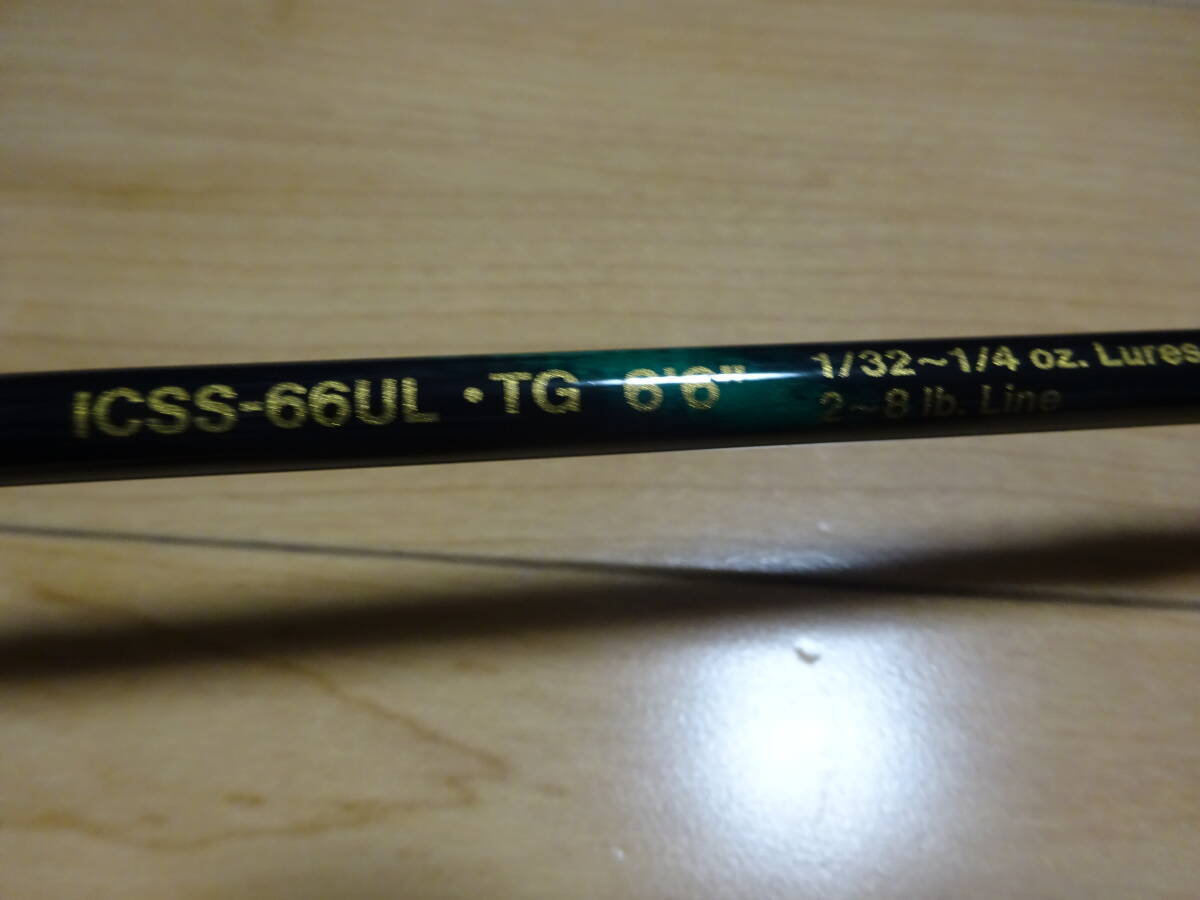 ICSS-66UL • TG 6'6"
1/32~1/4 oz. Lures
2~8 lb. Line